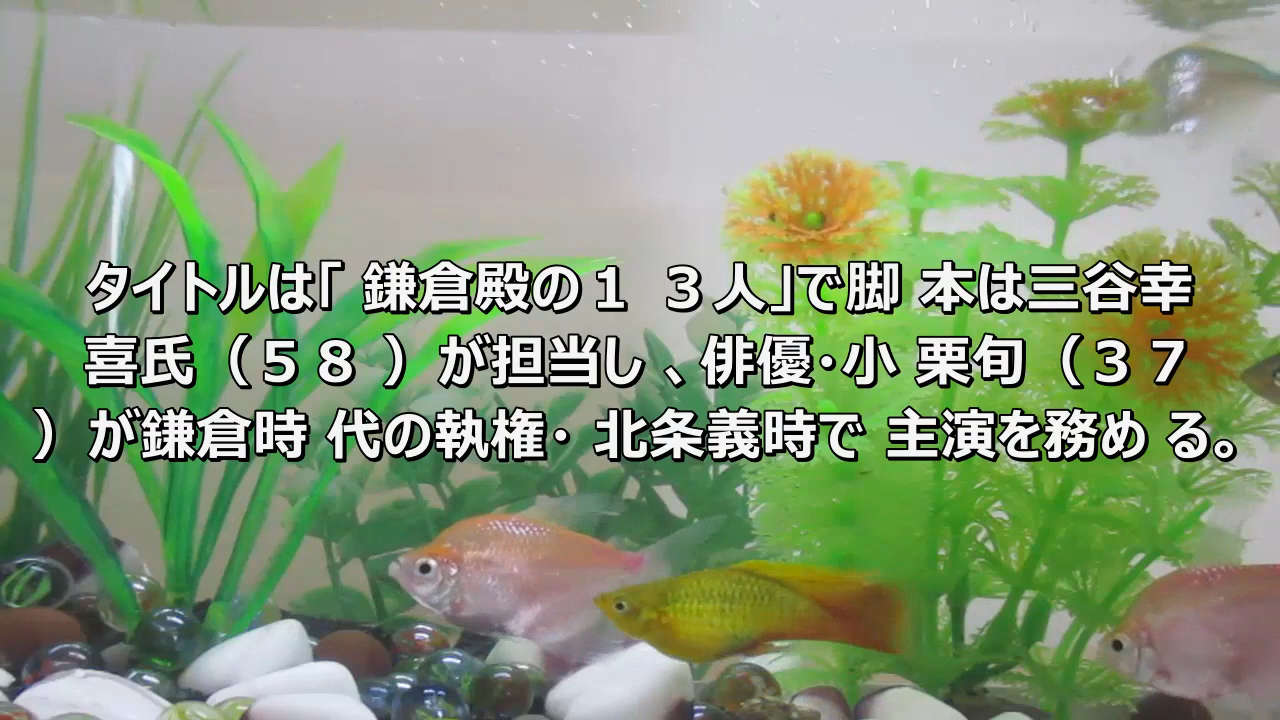 タイトルは「 鎌倉殿の１ ３人」で脚 本は三谷幸
喜氏（５８ ）が担当し 、俳優・小 栗旬（３７
）が鎌倉時 代の執権・ 北条義時で 主演を務め る。